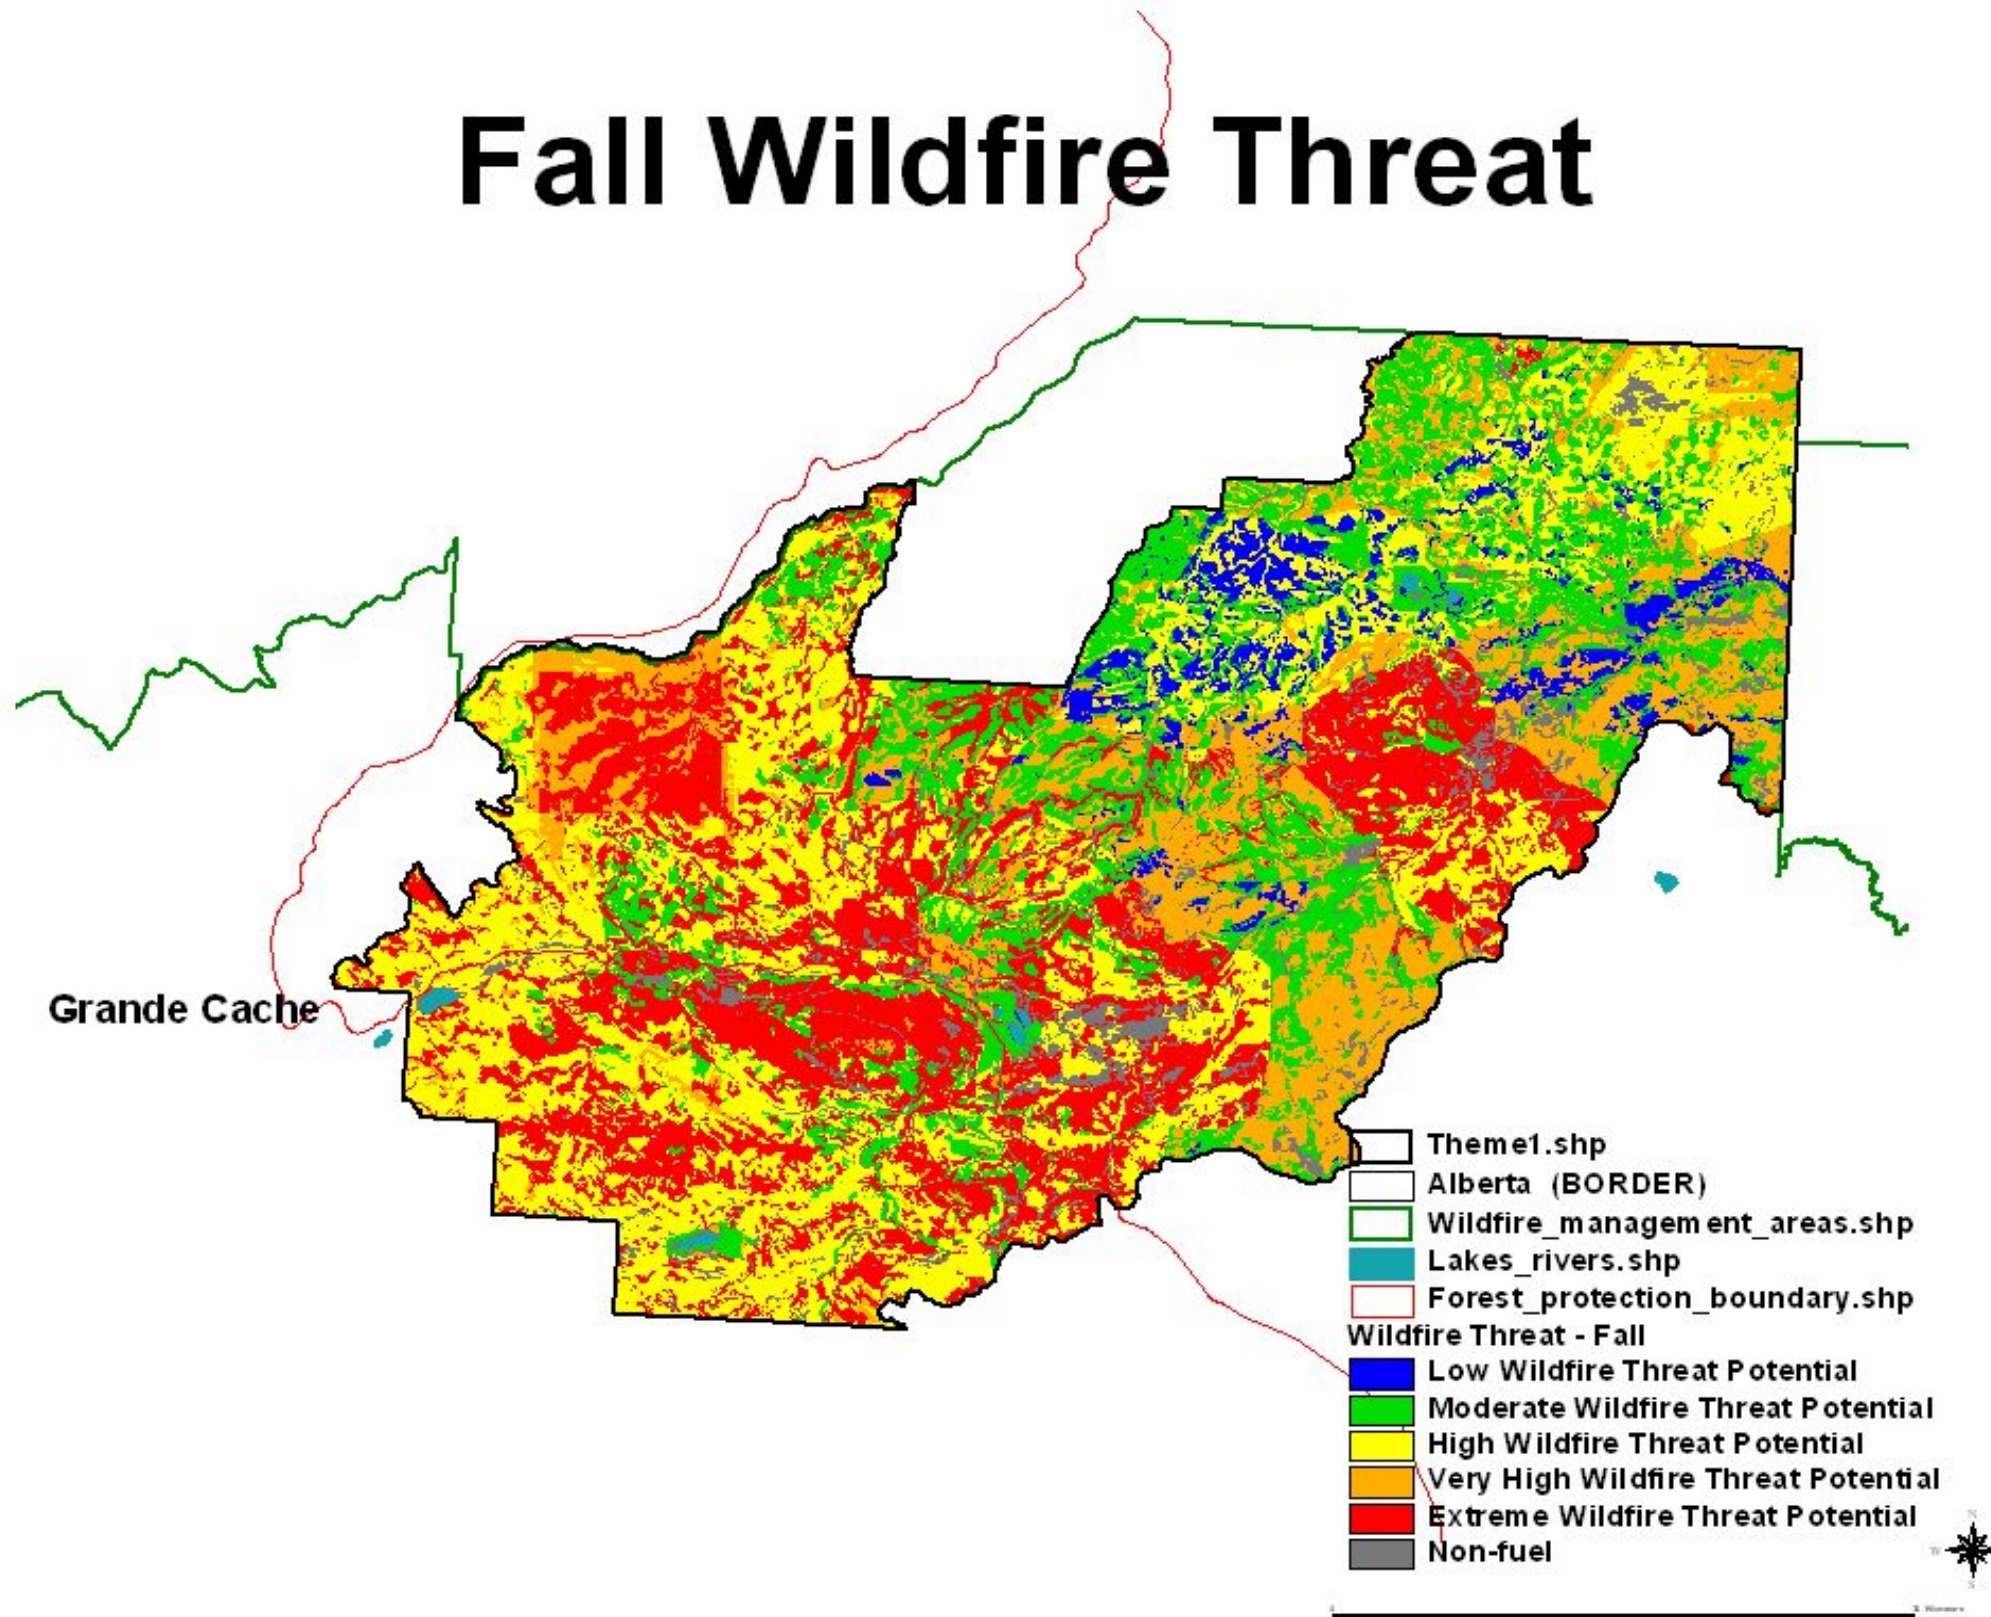 Fall Wildfire Threat
Grande Cache
Theme1.shp
Alberta (BORDER)
Wildfire_management_areas.shp
Lakes_rivers.shp
Forest_protection_boundary.shp
Wildfire Threat - Fall
Low Wildfire Threat Potential
Moderate Wildfire Threat Potential
High Wildfire Threat Potential
Very High Wildfire Threat Potential
Extreme Wildfire Threat Potential
Non-fuel
N
W
S